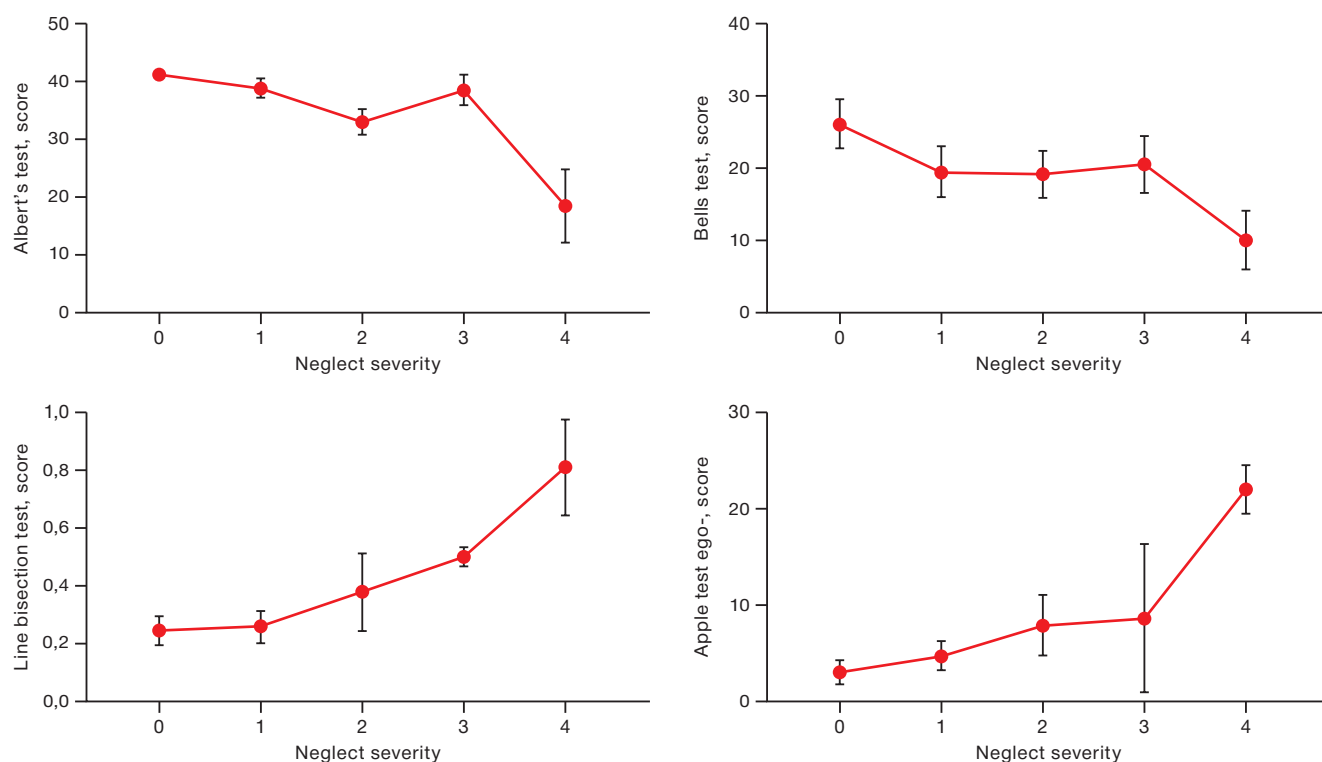 Albert's test, score
50
40
30
20
10
0
0 1 2 3 4
Neglect severity
Bells test, score
40
30
20
10
0
0 1 2 3 4
Neglect severity
Line bisection test, score
1,0
0,8
0,6
0,4
0,2
0,0
0 1 2 3 4
Neglect severity
Apple test ego-, score
30
20
10
0
0 1 2 3 4
Neglect severity